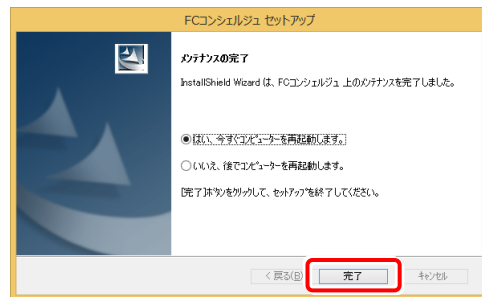 FCコンシェルジュ セットアップ
メンテナンスの完了
InstallShield Wizard は、FCコンシェルジュ 上のメンテナンスを完了しました。
はい、今すぐコンピューターを再起動します。
いいえ、後でコンピューターを再起動します。
[完了]ボタンをクリックして、セットアップを終了してください。
< 戻る(B) 完了 キャンセル